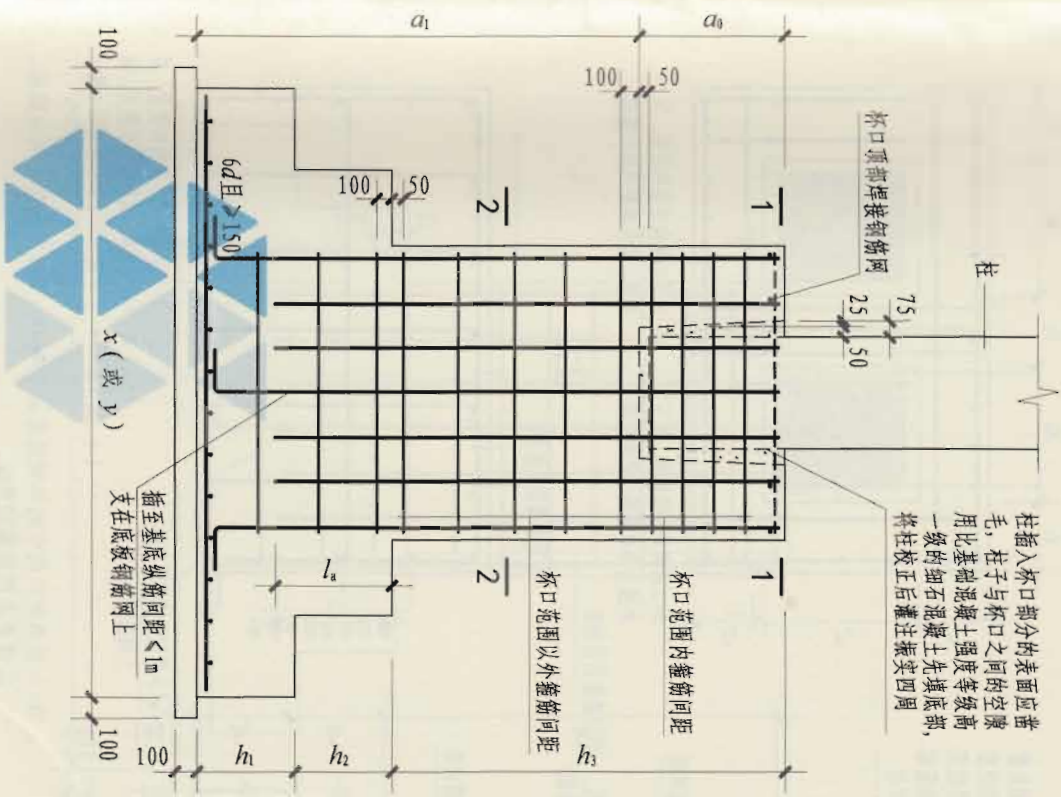 a₁
a₀
100
100
50
杯口顶部焊接钢筋网
柱
75
25
50
1
1
2
2
100
50
6d且≥150
x(或 y)
插至基底纵筋间距≤1m
支在底板钢筋网上
lₐ
杯口范围以外箍筋间距
杯口范围内箍筋间距
柱插入杯口部分的表面应凿
毛,柱子与杯口之间的空隙
用比基础混凝土强度等级高
一级的细石混凝土先填底部,
将柱校正后灌注振实四周
100
100
h₁
h₂
h₃